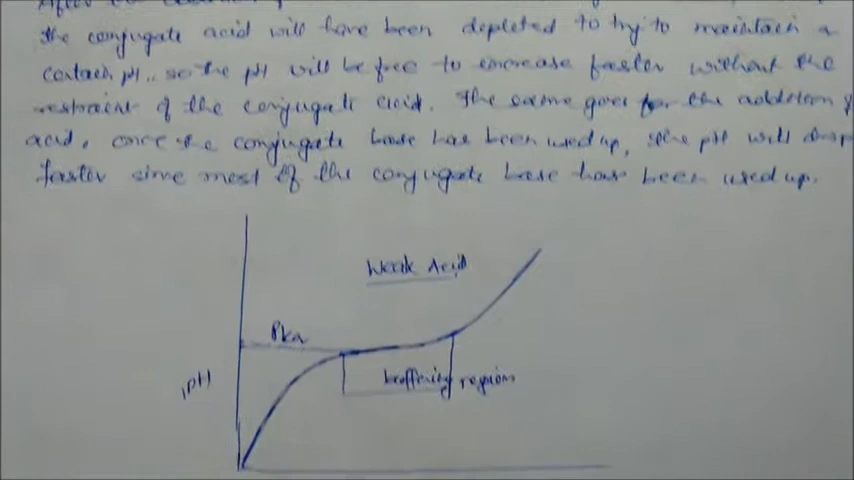 After the
the conjugate acid will have been depleted to try to maintain a
certain pH, so the pH will be free to increase faster without the
restraint of the conjugate acid. The same goes for the addition of
acid, once the conjugate base has been used up, the pH will drop
faster since most of the conjugate base has been used up.
Weak Acid
Pka
pH
buffering region